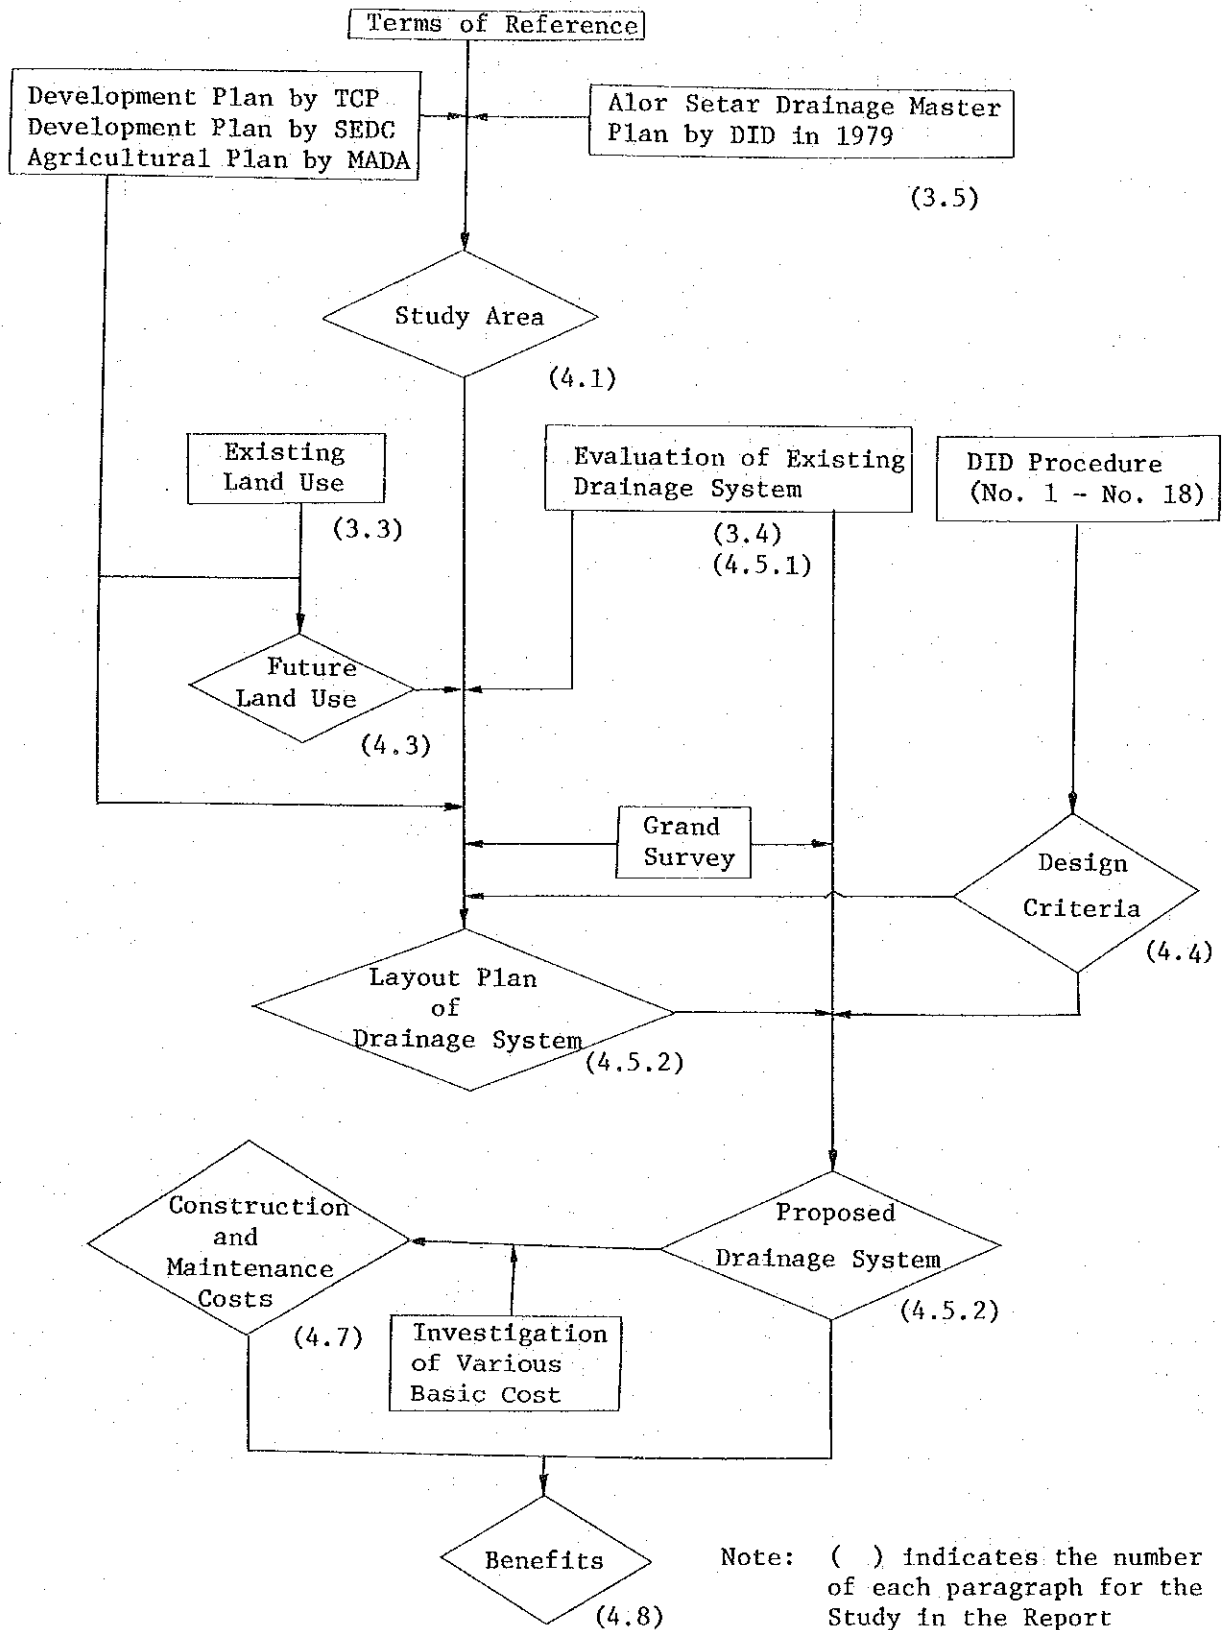 Terms of Reference
Development Plan by TCP
Development Plan by SEDC
Agricultural Plan by MADA
Alor Setar Drainage Master
Plan by DID in 1979
(3.5)
Study Area
(4.1)
Existing
Land Use
(3.3)
Evaluation of Existing
Drainage System
(3.4)
(4.5.1)
DID Procedure
(No. 1 - No. 18)
Future
Land Use
(4.3)
Grand
Survey
Design
Criteria
(4.4)
Layout Plan
of
Drainage System
(4.5.2)
Construction
and
Maintenance
Costs
(4.7)
Proposed
Drainage System
(4.5.2)
Investigation
of Various
Basic Cost
Benefits
(4.8)
Note: ( ) indicates the number
of each paragraph for the
Study in the Report